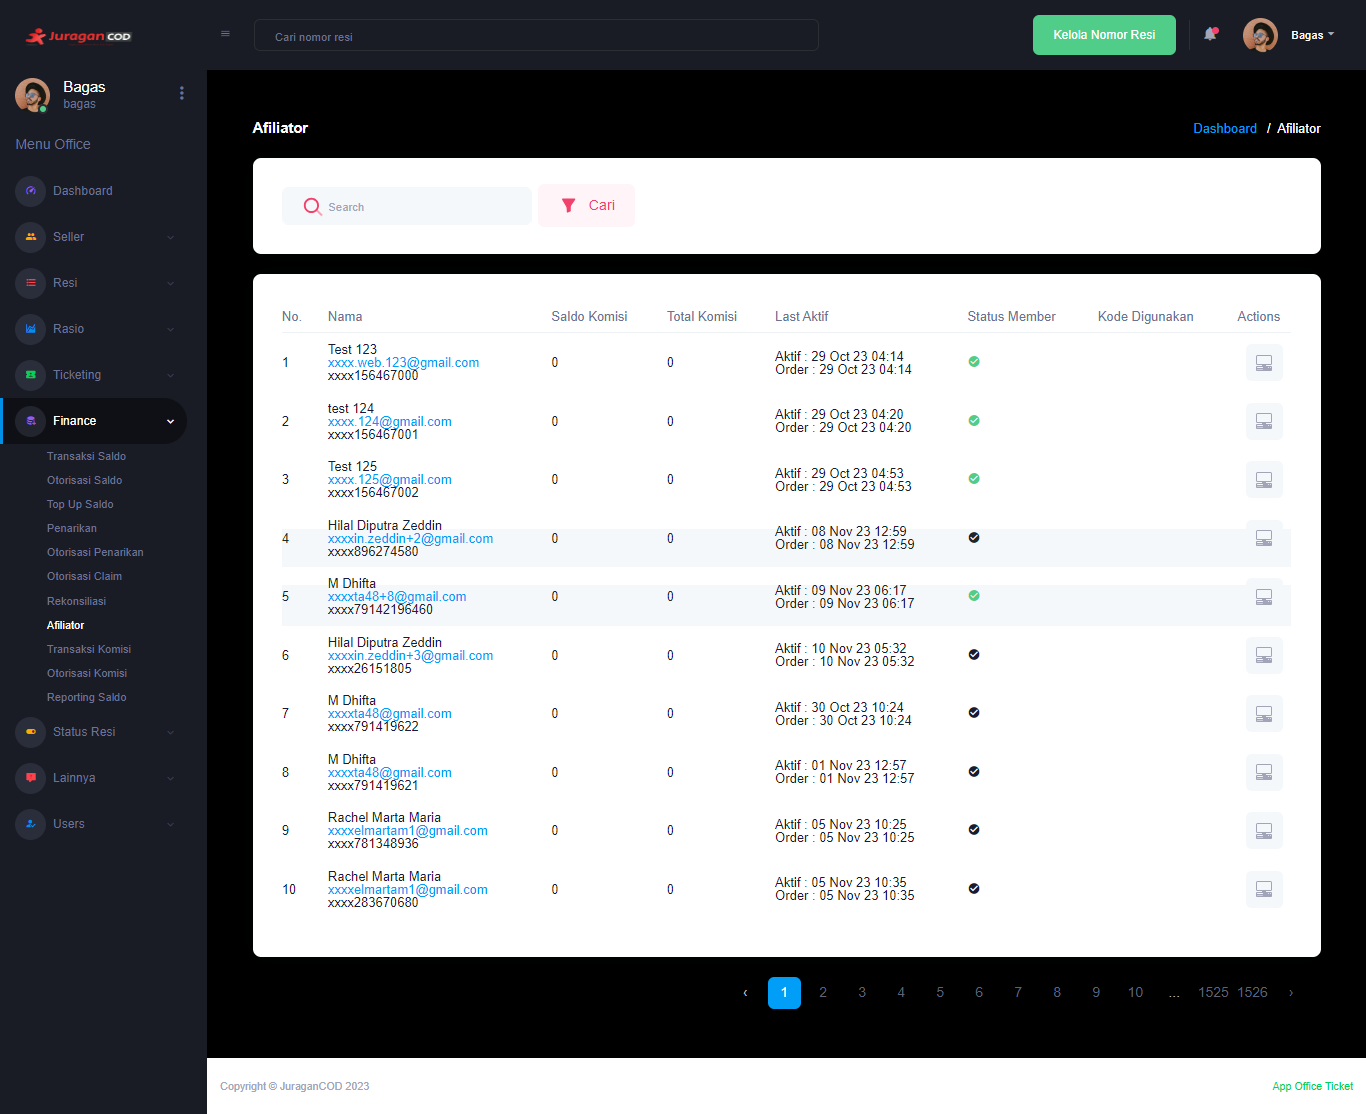 JuraganCOD
Cari nomor resi
Kelola Nomor Resi
Bagas
Bagas
bagas
Menu Office
Dashboard
Seller
Resi
Rasio
Ticketing
Finance
Transaksi Saldo
Otorisasi Saldo
Top Up Saldo
Penarikan
Otorisasi Penarikan
Otorisasi Claim
Rekonsiliasi
Afiliator
Transaksi Komisi
Otorisasi Komisi
Reporting Saldo
Status Resi
Lainnya
Users
Afiliator
Dashboard / Afiliator
Search
Cari
No. Nama Saldo Komisi Total Komisi Last Aktif Status Member Kode Digunakan Actions
Test 123
1 xxxx.web.123@gmail.com 0 0 Aktif : 29 Oct 23 04:14
xxxx156467000 Order : 29 Oct 23 04:14
test 124
2 xxxx.124@gmail.com 0 0 Aktif : 29 Oct 23 04:20
xxxx156467001 Order : 29 Oct 23 04:20
Test 125
3 xxxx.125@gmail.com 0 0 Aktif : 29 Oct 23 04:53
xxxx156467002 Order : 29 Oct 23 04:53
Hilal Diputra Zeddin
4 xxxxin.zeddin+2@gmail.com 0 0 Aktif : 08 Nov 23 12:59
xxxx896274580 Order : 08 Nov 23 12:59
M Dhifta
5 xxxxta48+8@gmail.com 0 0 Aktif : 09 Nov 23 06:17
xxxx79142196460 Order : 09 Nov 23 06:17
Hilal Diputra Zeddin
6 xxxxin.zeddin+3@gmail.com 0 0 Aktif : 10 Nov 23 05:32
xxxx26151805 Order : 10 Nov 23 05:32
M Dhifta
7 xxxxta48@gmail.com 0 0 Aktif : 30 Oct 23 10:24
xxxx791419622 Order : 30 Oct 23 10:24
M Dhifta
8 xxxxta48@gmail.com 0 0 Aktif : 01 Nov 23 12:57
xxxx791419621 Order : 01 Nov 23 12:57
Rachel Marta Maria
9 xxxxelmartam1@gmail.com 0 0 Aktif : 05 Nov 23 10:25
xxxx781348936 Order : 05 Nov 23 10:25
Rachel Marta Maria
10 xxxxelmartam1@gmail.com 0 0 Aktif : 05 Nov 23 10:35
xxxx283670680 Order : 05 Nov 23 10:35
‹ 1 2 3 4 5 6 7 8 9 10 ... 1525 1526 ›
Copyright © JuraganCOD 2023
App Office Ticket